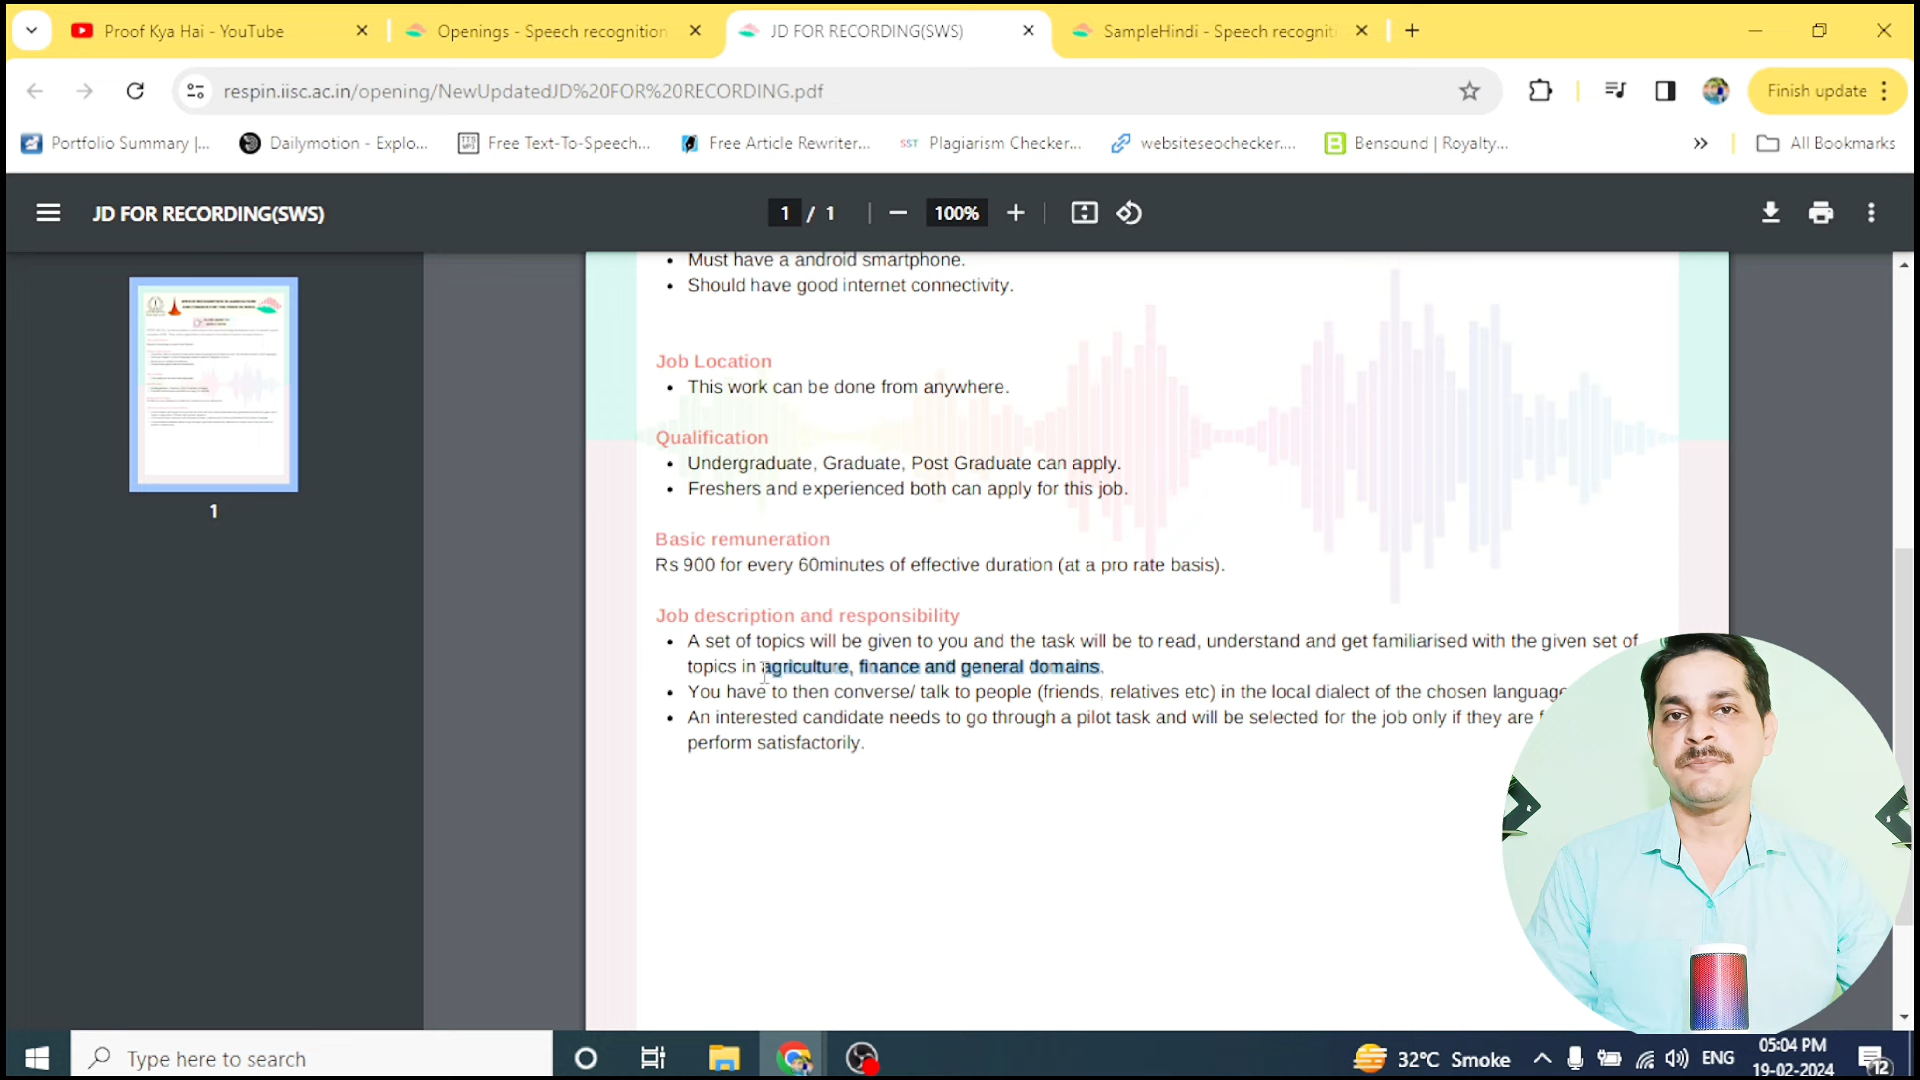 Proof Kya Hai - YouTube
Openings - Speech recognition
JD FOR RECORDING(SWS)
SampleHindi - Speech recogniti
respin.iisc.ac.in/opening/NewUpdatedJD%20FOR%20RECORDING.pdf
Finish update
Portfolio Summary |...
Dailymotion - Explo...
Free Text-To-Speech...
Free Article Rewriter...
SST
Plagiarism Checker...
websiteseochecker....
Bensound | Royalty...
All Bookmarks
JD FOR RECORDING(SWS)
1 / 1
100%
Must have a android smartphone.
Should have good internet connectivity.
Job Location
This work can be done from anywhere.
Qualification
Undergraduate, Graduate, Post Graduate can apply.
Freshers and experienced both can apply for this job.
Basic remuneration
Rs 900 for every 60minutes of effective duration (at a pro rate basis).
Job description and responsibility
A set of topics will be given to you and the task will be to read, understand and get familiarised with the given set of
topics in agriculture, finance and general domains.
You have to then converse/ talk to people (friends, relatives etc) in the local dialect of the chosen language
An interested candidate needs to go through a pilot task and will be selected for the job only if they are
perform satisfactorily.
1
Type here to search
32°C Smoke
ENG
05:04 PM
19-02-2024
12